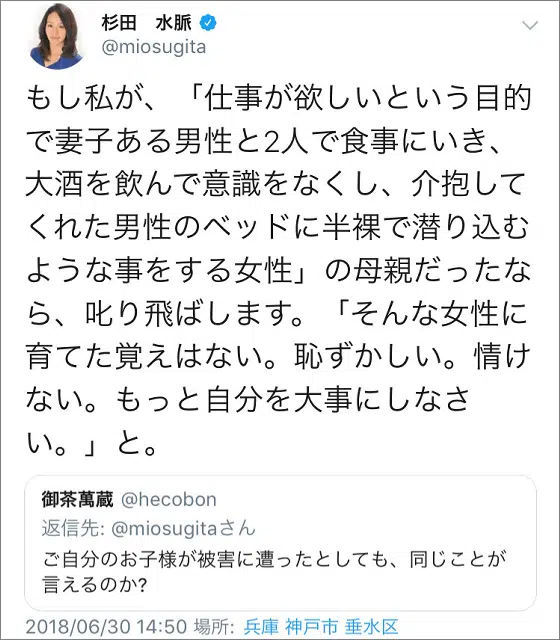 杉田 水脈
@miosugita
もし私が、「仕事が欲しいという目的
で妻子ある男性と2人で食事にいき、
大酒を飲んで意識をなくし、介抱して
くれた男性のベッドに半裸で潜り込む
ような事をする女性」の母親だったな
ら、叱り飛ばします。「そんな女性に
育てた覚えはない。恥ずかしい。情け
ない。もっと自分を大事にしなさ
い。」と。
御茶萬蔵 @hecobon
返信先: @miosugitaさん
ご自分のお子様が被害に遭ったとしても、同じことが
言えるのか?
2018/06/30 14:50 場所: 兵庫 神戸市 垂水区